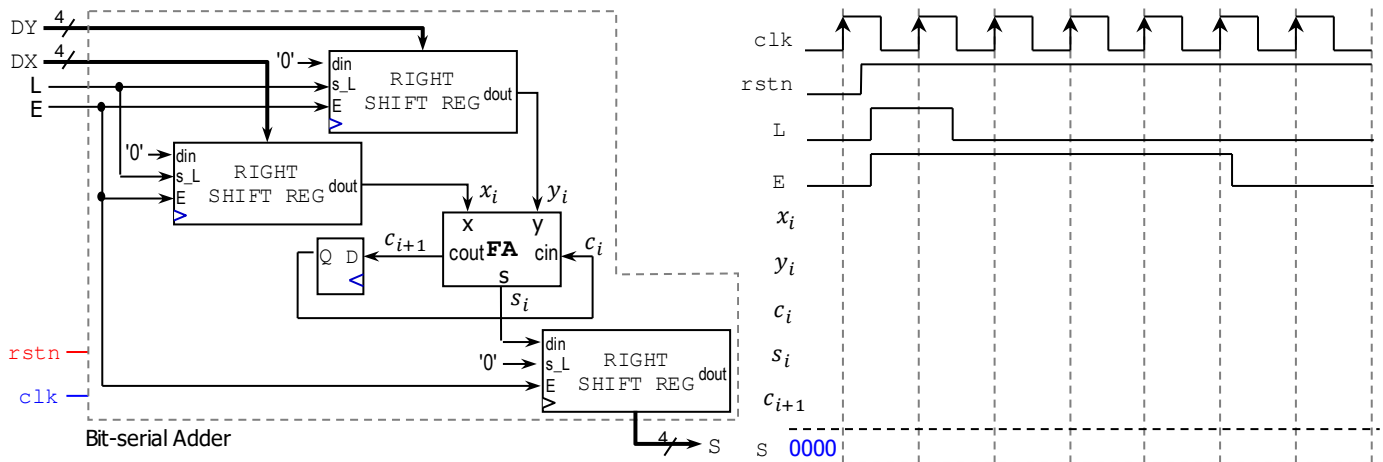 DY 4
DX 4
L
E
'0' din
s_L
E
RIGHT
SHIFT REG
dout
'0' din
s_L
E
RIGHT
SHIFT REG
dout
x_i
y_i
x y
cout FA cin
s
c_{i+1}
c_i
Q D
s_i
din
'0' s_L
E
RIGHT
SHIFT REG
dout
rstn
clk
Bit-serial Adder
4 S
clk
rstn
L
E
x_i
y_i
c_i
s_i
c_{i+1}
S 0000